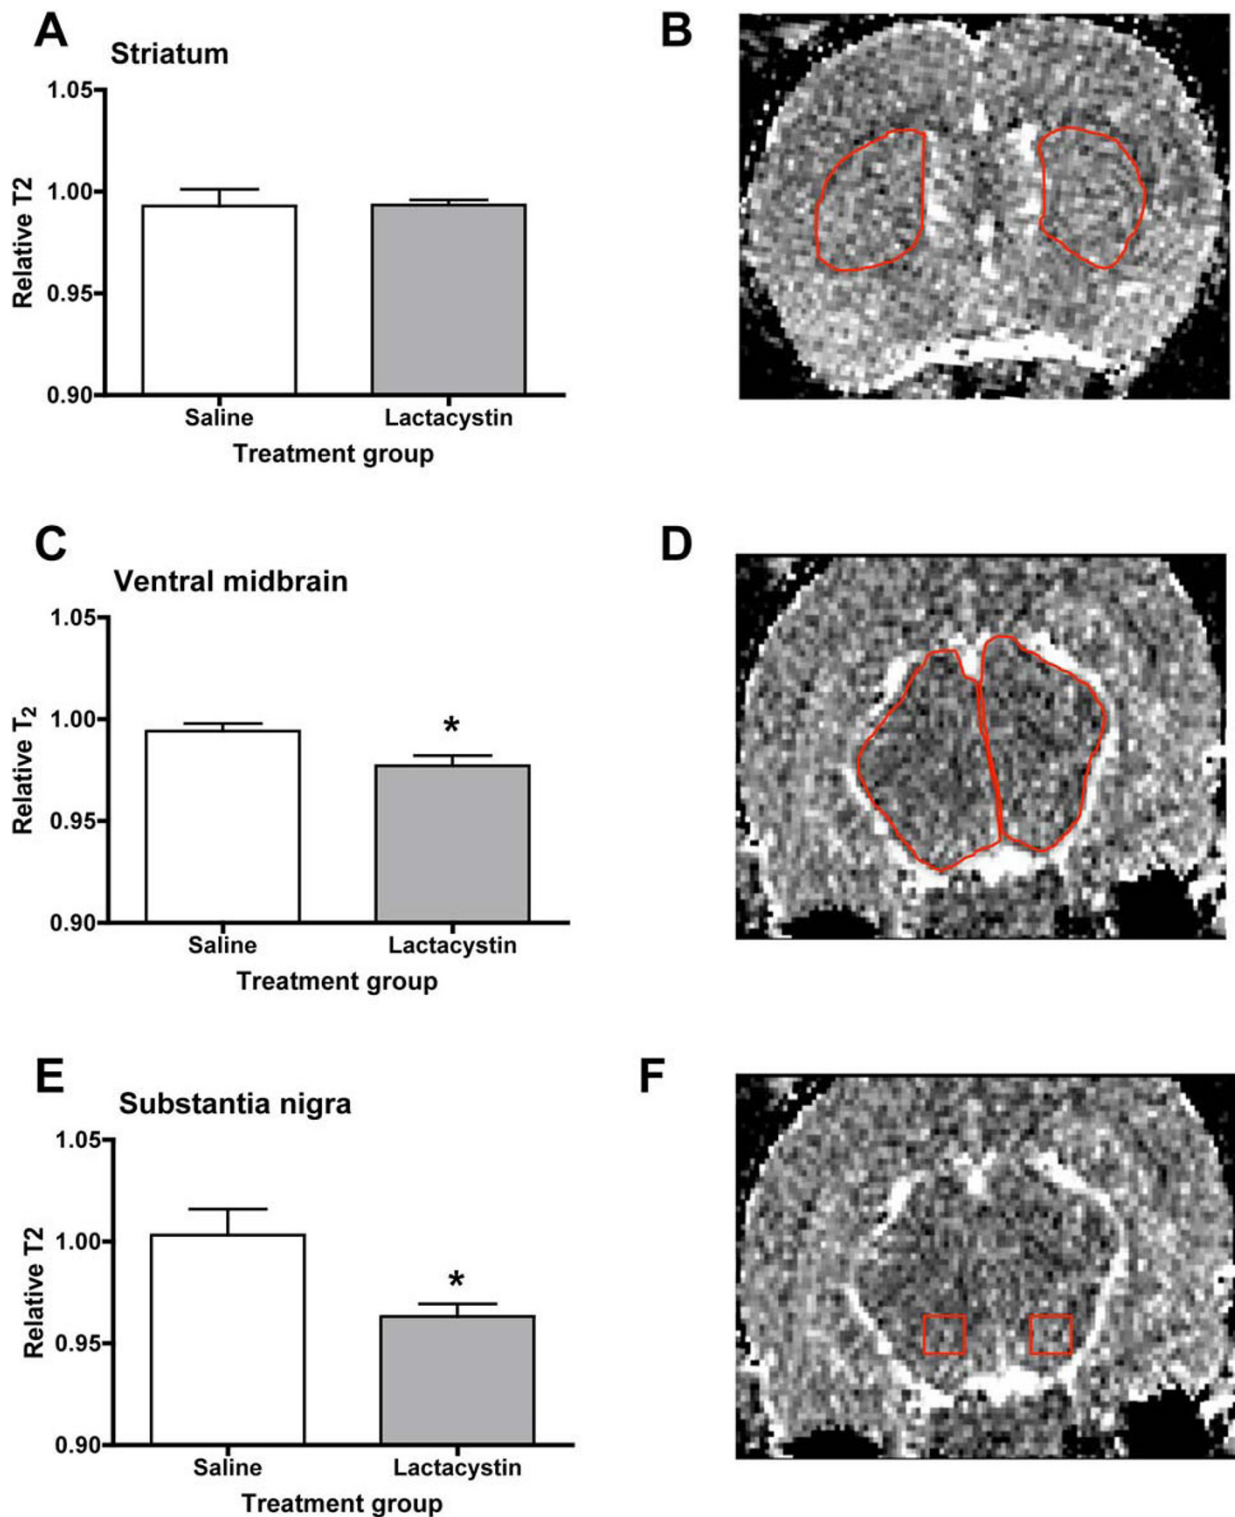 A
Striatum
1.05
1.00
0.95
0.90
Relative T2
Saline Lactacystin
Treatment group
B
C
Ventral midbrain
1.05
1.00
0.95
0.90
Relative T₂
*
Saline Lactacystin
Treatment group
D
E
Substantia nigra
1.05
1.00
0.95
0.90
Relative T2
*
Saline Lactacystin
Treatment group
F